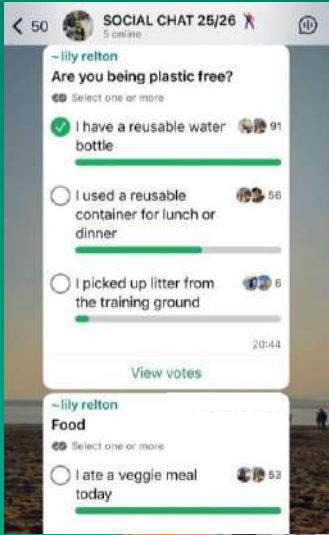 50
SOCIAL CHAT 25/26
5 online
~lily relton
Are you being plastic free?
Select one or more
I have a reusable water
bottle
91
I used a reusable
container for lunch or
dinner
56
I picked up litter from
the training ground
6
20:44
View votes
~lily relton
Food
Select one or more
I ate a veggie meal
today
53